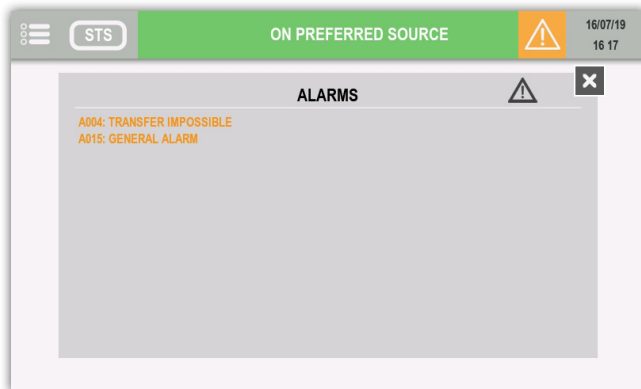 STS
ON PREFERRED SOURCE
16/07/19
16 17
ALARMS
A004: TRANSFER IMPOSSIBLE
A015: GENERAL ALARM